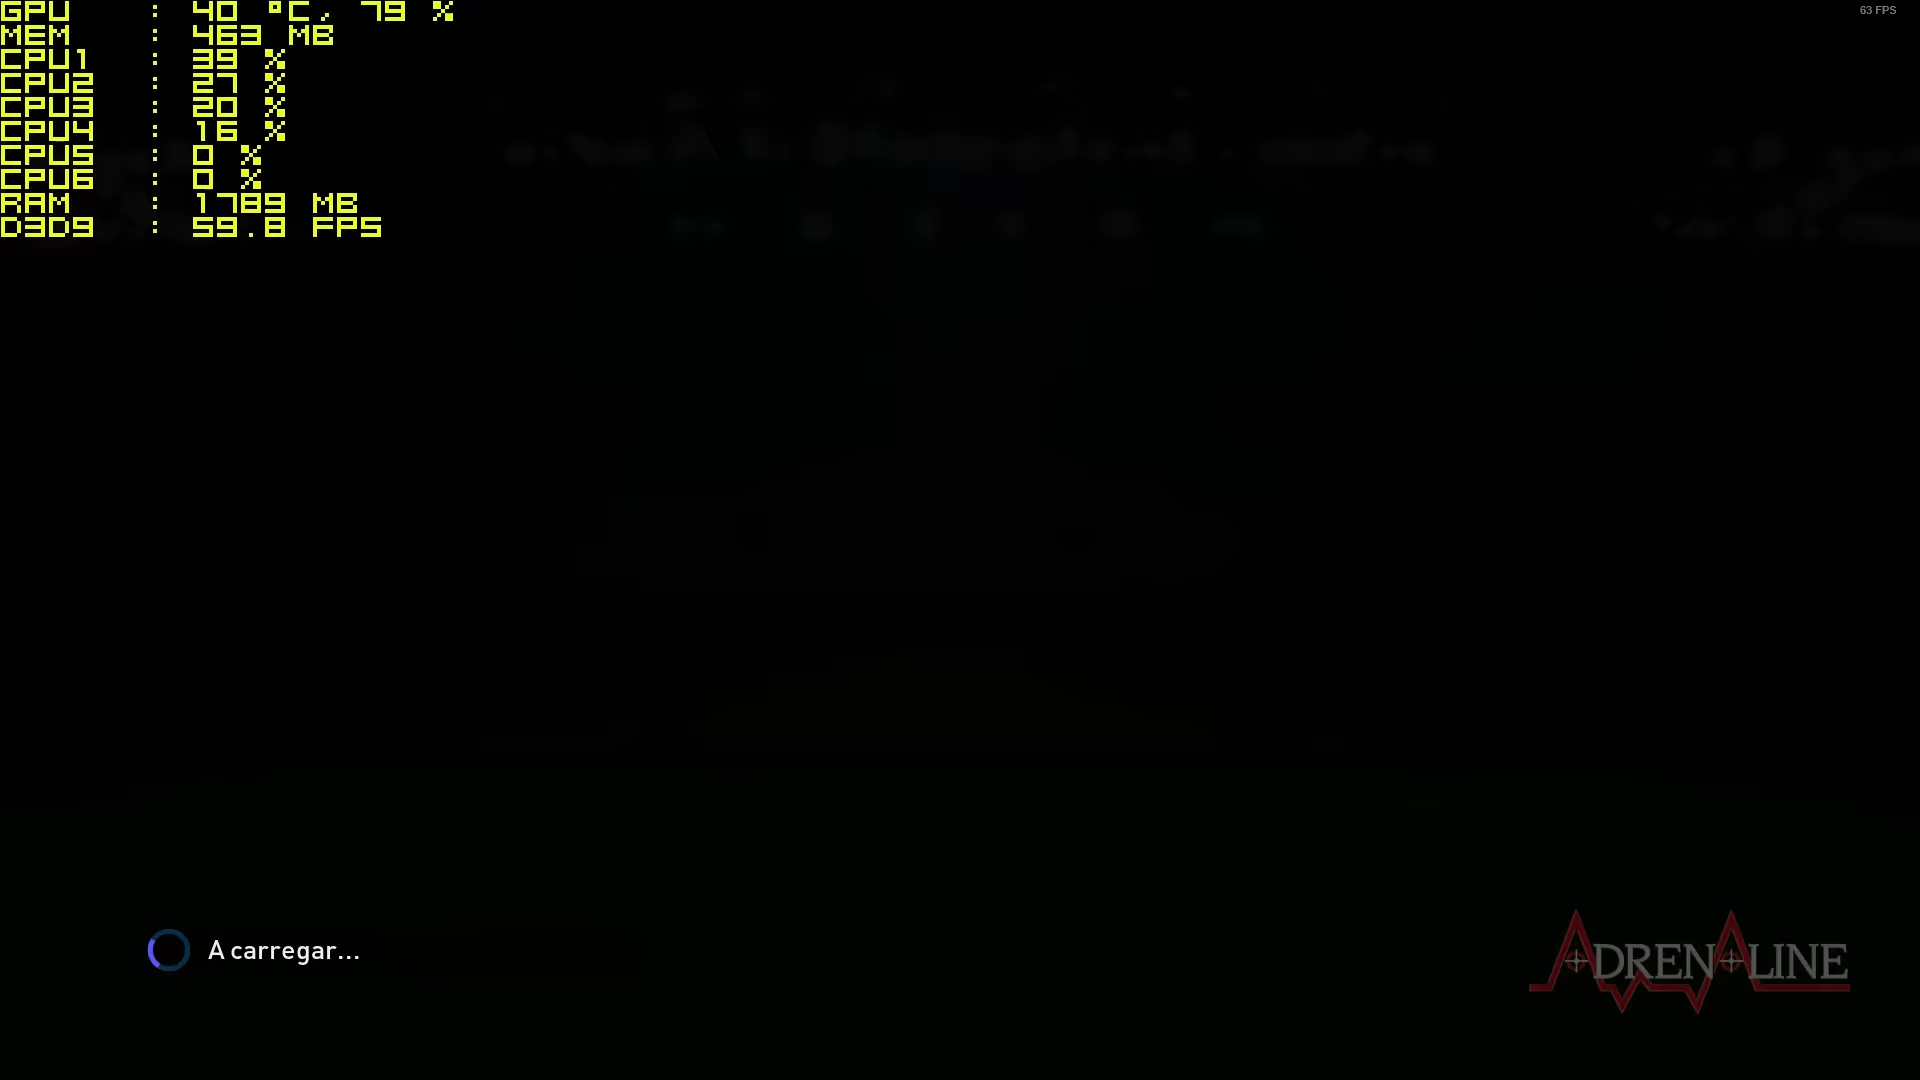 GPU : 40 °C, 79 %
63 FPS
MEM : 463 MB
CPU1 : 39 %
CPU2 : 27 %
CPU3 : 20 %
CPU4 : 16 %
CPU5 : 0 %
CPU6 : 0 %
RAM : 1789 MB
D3D9 : 59.8 FPS
A carregar...
ADRENALINE